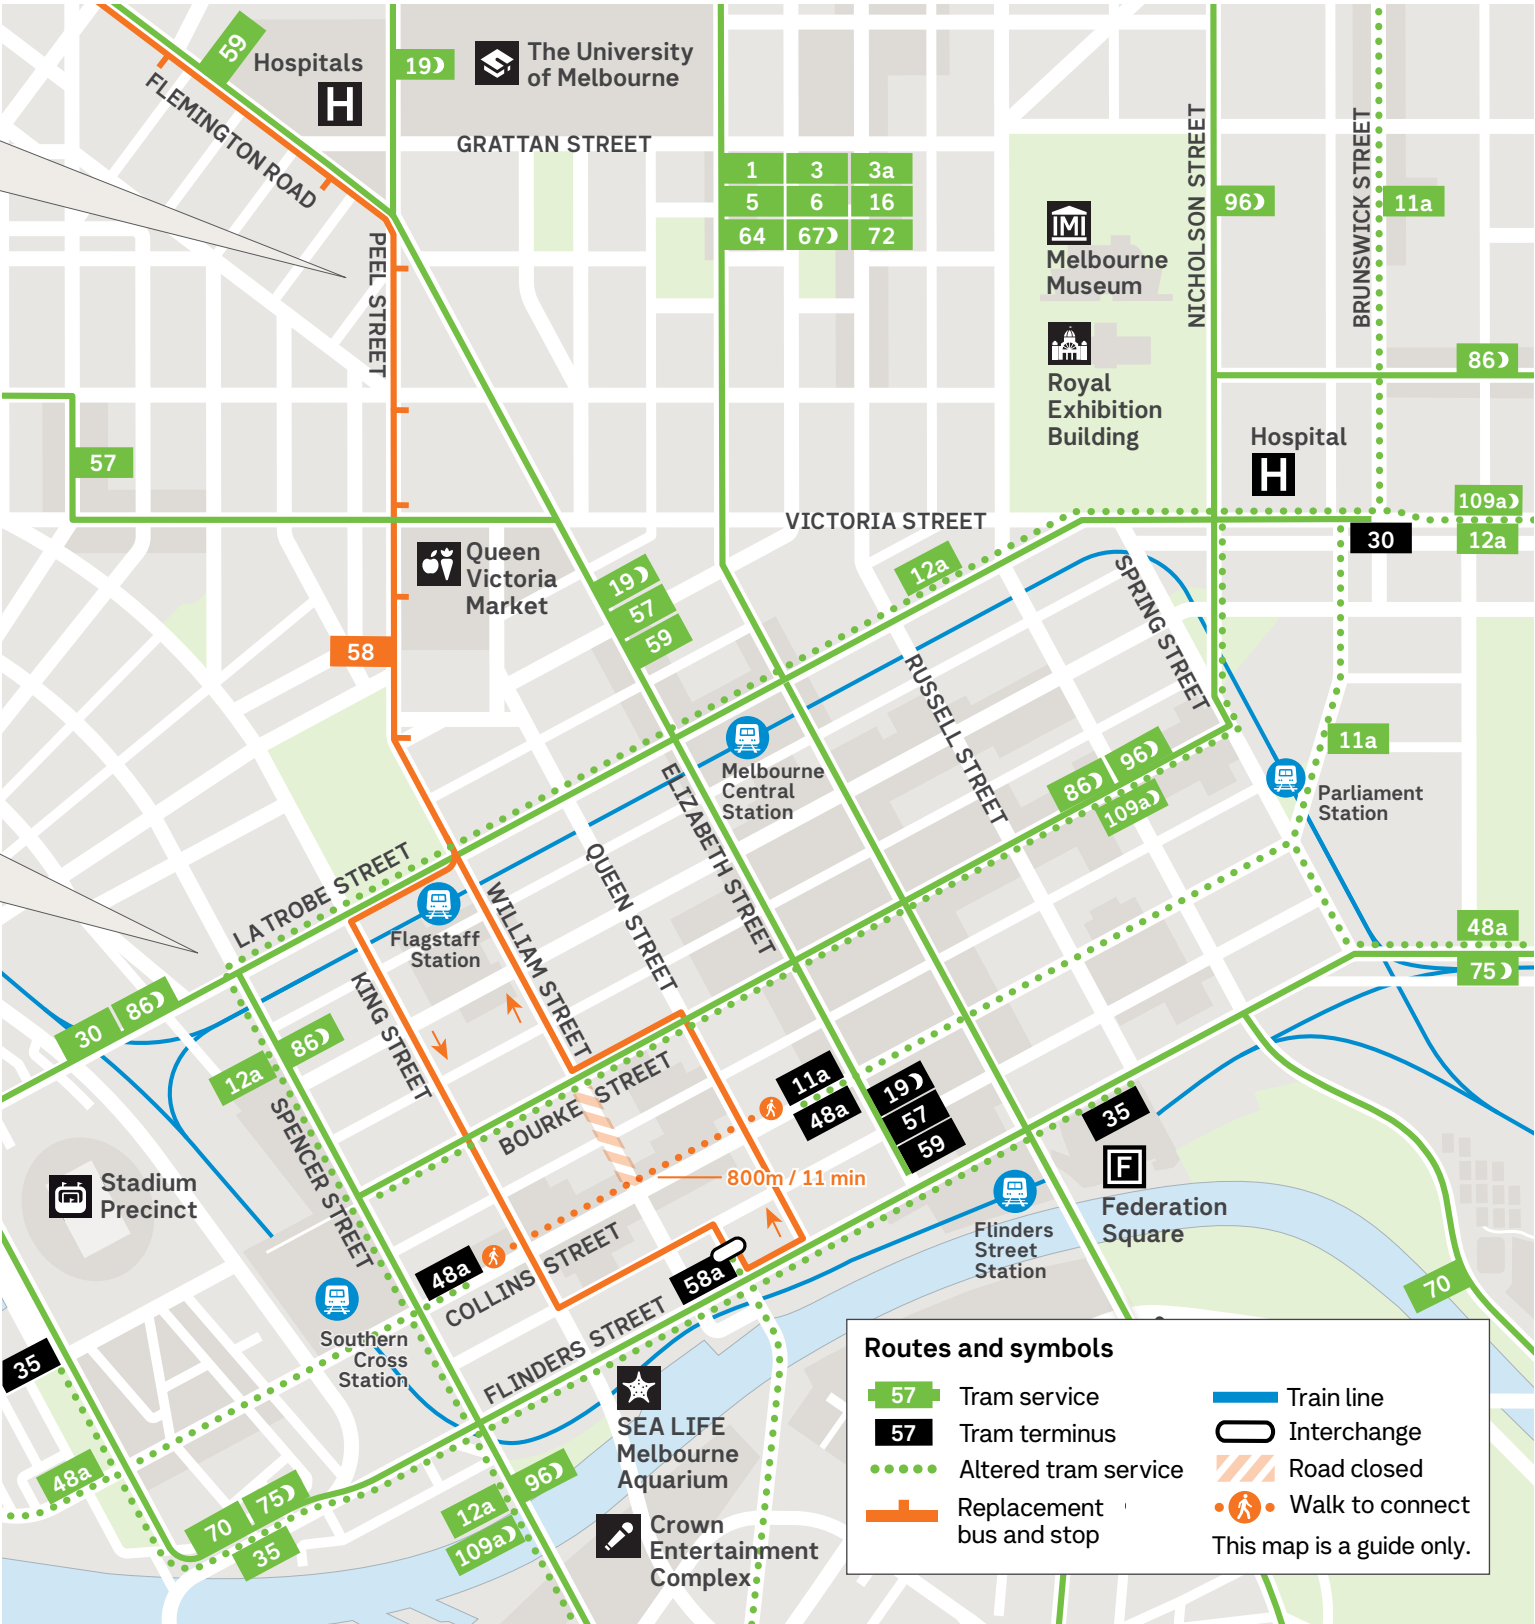 59
Hospitals
H
19
The University
of Melbourne
FLEMINGTON ROAD
GRATTAN STREET
1 3 3a
5 6 16
64 67 72
NICHOLSON STREET
BRUNSWICK STREET
96
11a
Melbourne
Museum
PEEL STREET
Royal
Exhibition
Building
86
Hospital
H
57
109a
12a
30
VICTORIA STREET
Queen
Victoria
Market
19
57
59
12a
SPRING STREET
58
RUSSELL STREET
11a
Melbourne
Central
Station
ELIZABETH STREET
86 96
109a
Parliament
Station
LATROBE STREET
QUEEN STREET
WILLIAM STREET
Flagstaff
Station
KING STREET
48a
75
30 86
86
12a
SPENCER STREET
BOURKE STREET
11a
48a
19
57
59
35
F
Federation
Square
800m / 11 min
Stadium
Precinct
Flinders
Street
Station
48a
COLLINS STREET
58a
FLINDERS STREET
70
Southern
Cross
Station
35
SEA LIFE
Melbourne
Aquarium
48a
70 75
35
96
12a
109a
Crown
Entertainment
Complex
Routes and symbols
57 Tram service
57 Tram terminus
Altered tram service
Replacement
bus and stop
Train line
Interchange
Road closed
Walk to connect
This map is a guide only.